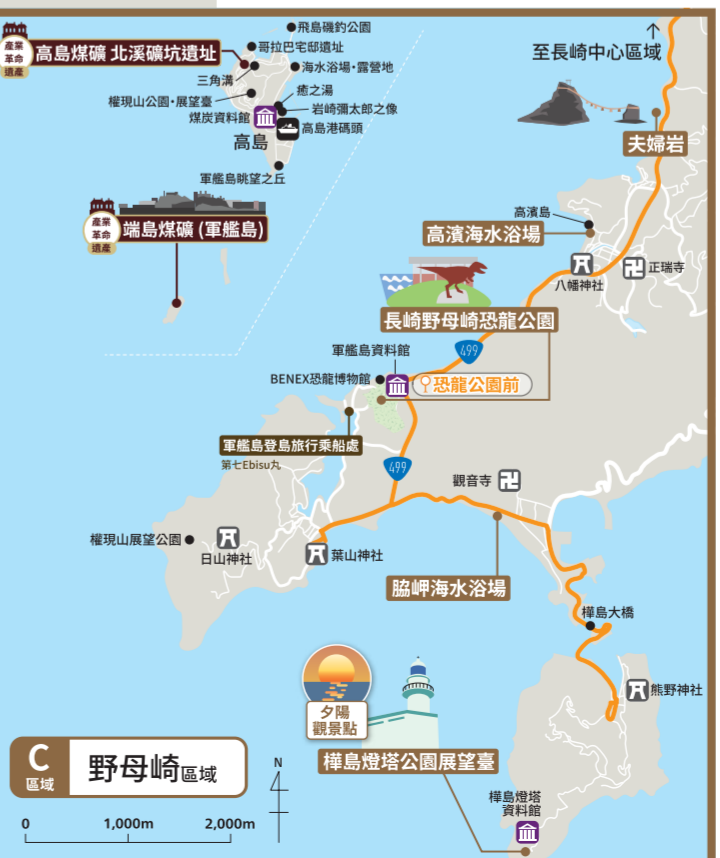 飛島磯釣公園
產業
革命
遺產
高島煤礦 北溪礦坑遺址
哥拉巴宅邸遺址
三角溝
海水浴場・露營地
權現山公園・展望臺
癒之湯
煤炭資料館
岩崎彌太郎之像
高島港碼頭
高島
軍艦島眺望之丘
產業
革命
遺產
端島煤礦 (軍艦島)
至長崎中心區域
夫婦岩
高濱島
高濱海水浴場
八幡神社
正瑞寺
長崎野母崎恐龍公園
499
軍艦島資料館
BENEX恐龍博物館
恐龍公園前
軍艦島登島旅行乘船處
第七Ebisu丸
499
觀音寺
權現山展望公園
日山神社
葉山神社
脇岬海水浴場
樺島大橋
熊野神社
夕陽
觀景點
樺島燈塔公園展望臺
樺島燈塔
資料館
C
區域
野母崎區域
N
0
1,000m
2,000m